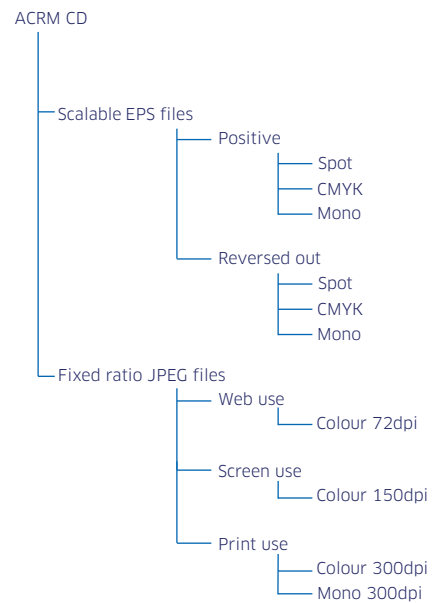 ACRM CD
Scalable EPS files
Positive
Spot
CMYK
Mono
Reversed out
Spot
CMYK
Mono
Fixed ratio JPEG files
Web use
Colour 72dpi
Screen use
Colour 150dpi
Print use
Colour 300dpi
Mono 300dpi